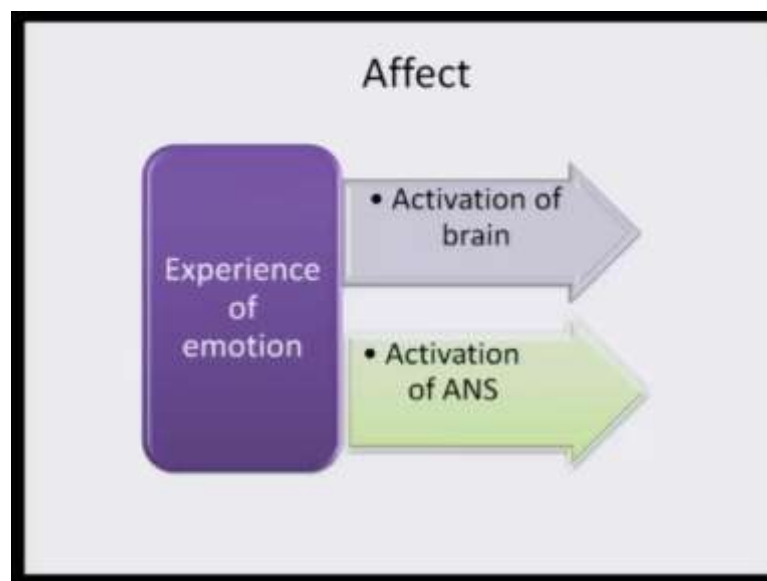 Affect
Experience
of
emotion
• Activation of
brain
• Activation
of ANS